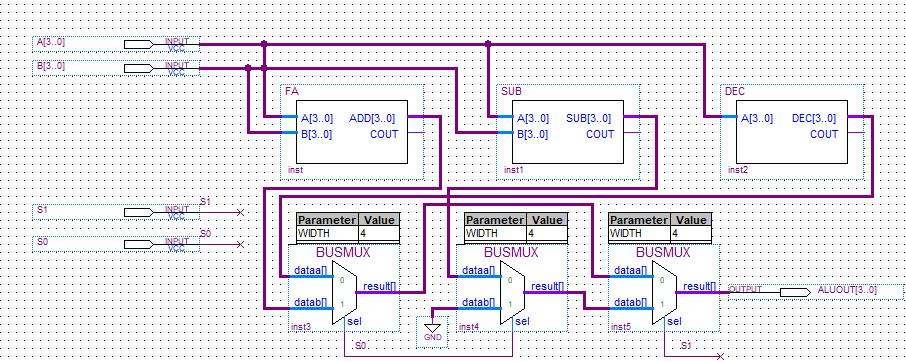 A[3..0] INPUT
VCC
B[3..0] INPUT
VCC
FA
A[3..0] ADD[3..0]
B[3..0] COUT
inst
SUB
A[3..0] SUB[3..0]
B[3..0] COUT
inst1
DEC
A[3..0] DEC[3..0]
COUT
inst2
S1 INPUT
VCC
S1
S0 INPUT
VCC
S0
Parameter Value
WIDTH 4
BUSMUX
dataa[]
0
result[]
datab[]
1
sel
inst3
Parameter Value
WIDTH 4
BUSMUX
dataa[]
0
result[]
datab[]
1
sel
inst4
Parameter Value
WIDTH 4
BUSMUX
dataa[]
0
result[]
datab[]
1
sel
inst5
OUTPUT ALUOUT[3..0]
GND
S0
S1